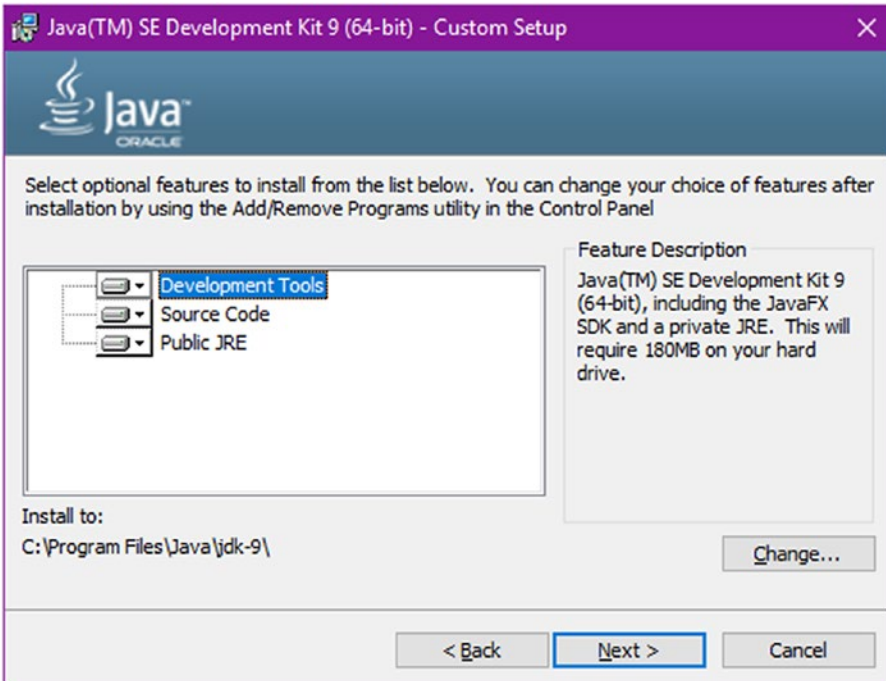 Java(TM) SE Development Kit 9 (64-bit) - Custom Setup
Java™
ORACLE
Select optional features to install from the list below.  You can change your choice of features after
installation by using the Add/Remove Programs utility in the Control Panel
Development Tools
Source Code
Public JRE
Feature Description
Java(TM) SE Development Kit 9
(64-bit), including the JavaFX
SDK and a private JRE.  This will
require 180MB on your hard
drive.
Install to:
C:\Program Files\Java\jdk-9\
Change...
< Back
Next >
Cancel